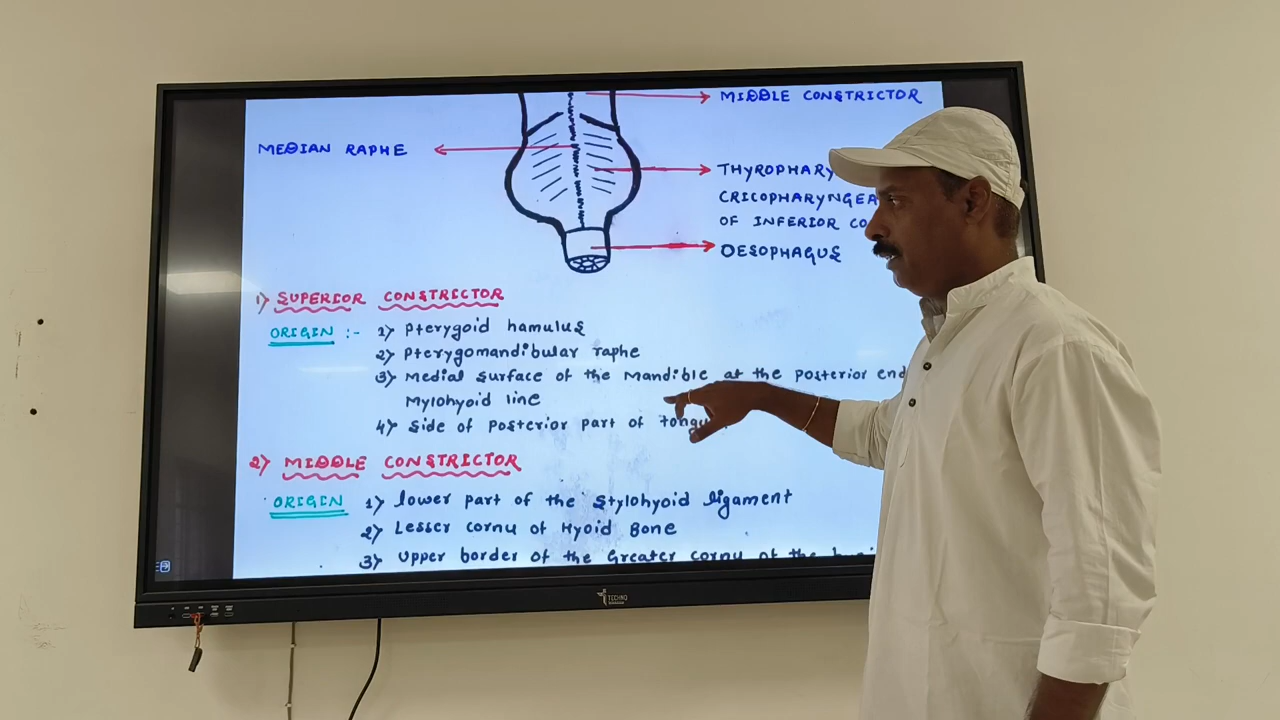 MIDDLE CONSTRICTOR
MEDIAN RAPHE
CRICOPHARYNGEA
OF INFERIOR CO
OESOPHAGUS
1) SUPERIOR CONSTRICTOR
ORIGIN :- 1) Pterygoid hamulus
2) Pterygomandibular raphe
3) Medial surface of the Mandible at the posterior end
Mylohyoid line
4) Side of posterior part of tongu
2) MIDDLE CONSTRICTOR
ORIGIN 1) lower part of the Stylohyoid ligament
2) Lesser cornu of Hyoid Bone
3) Upper border of the Greater cornu of the
TECHNO